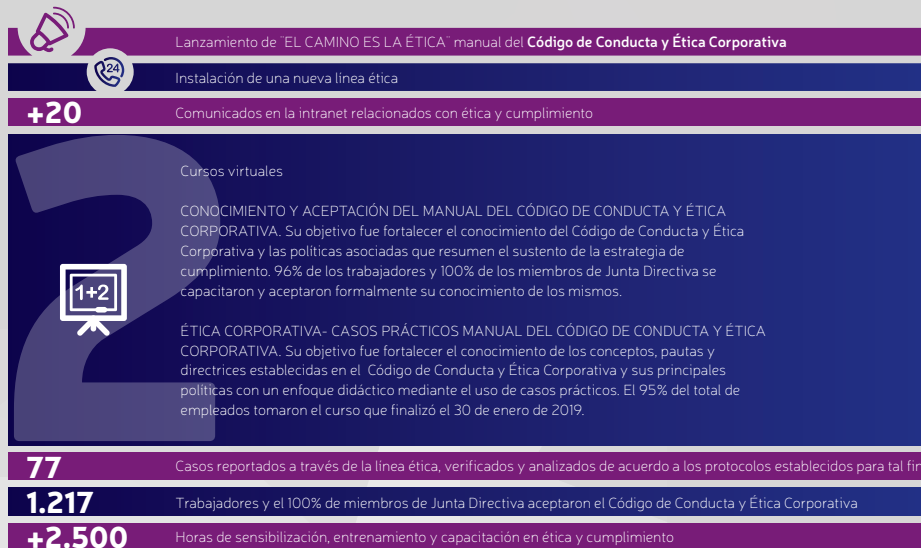 Lanzamiento de ¨EL CAMINO ES LA ÉTICA¨ manual del Código de Conducta y Ética Corporativa
24
Instalación de una nueva línea ética
+20
Comunicados en la intranet relacionados con ética y cumplimiento
2
Cursos virtuales
CONOCIMIENTO Y ACEPTACIÓN DEL MANUAL DEL CÓDIGO DE CONDUCTA Y ÉTICA
CORPORATIVA. Su objetivo fue fortalecer el conocimiento del Código de Conducta y Ética
Corporativa y las políticas asociadas que resumen el sustento de la estrategia de
cumplimiento. 96% de los trabajadores y 100% de los miembros de Junta Directiva se
capacitaron y aceptaron formalmente su conocimiento de los mismos.
1+2
ÉTICA CORPORATIVA- CASOS PRÁCTICOS MANUAL DEL CÓDIGO DE CONDUCTA Y ÉTICA
CORPORATIVA. Su objetivo fue fortalecer el conocimiento de los conceptos, pautas y
directrices establecidas en el Código de Conducta y Ética Corporativa y sus principales
políticas con un enfoque didáctico mediante el uso de casos prácticos. El 95% del total de
empleados tomaron el curso que finalizó el 30 de enero de 2019.
77
Casos reportados a través de la línea ética, verificados y analizados de acuerdo a los protocolos establecidos para tal fin
1.217
Trabajadores y el 100% de miembros de Junta Directiva aceptaron el Código de Conducta y Ética Corporativa
+2.500
Horas de sensibilización, entrenamiento y capacitación en ética y cumplimiento